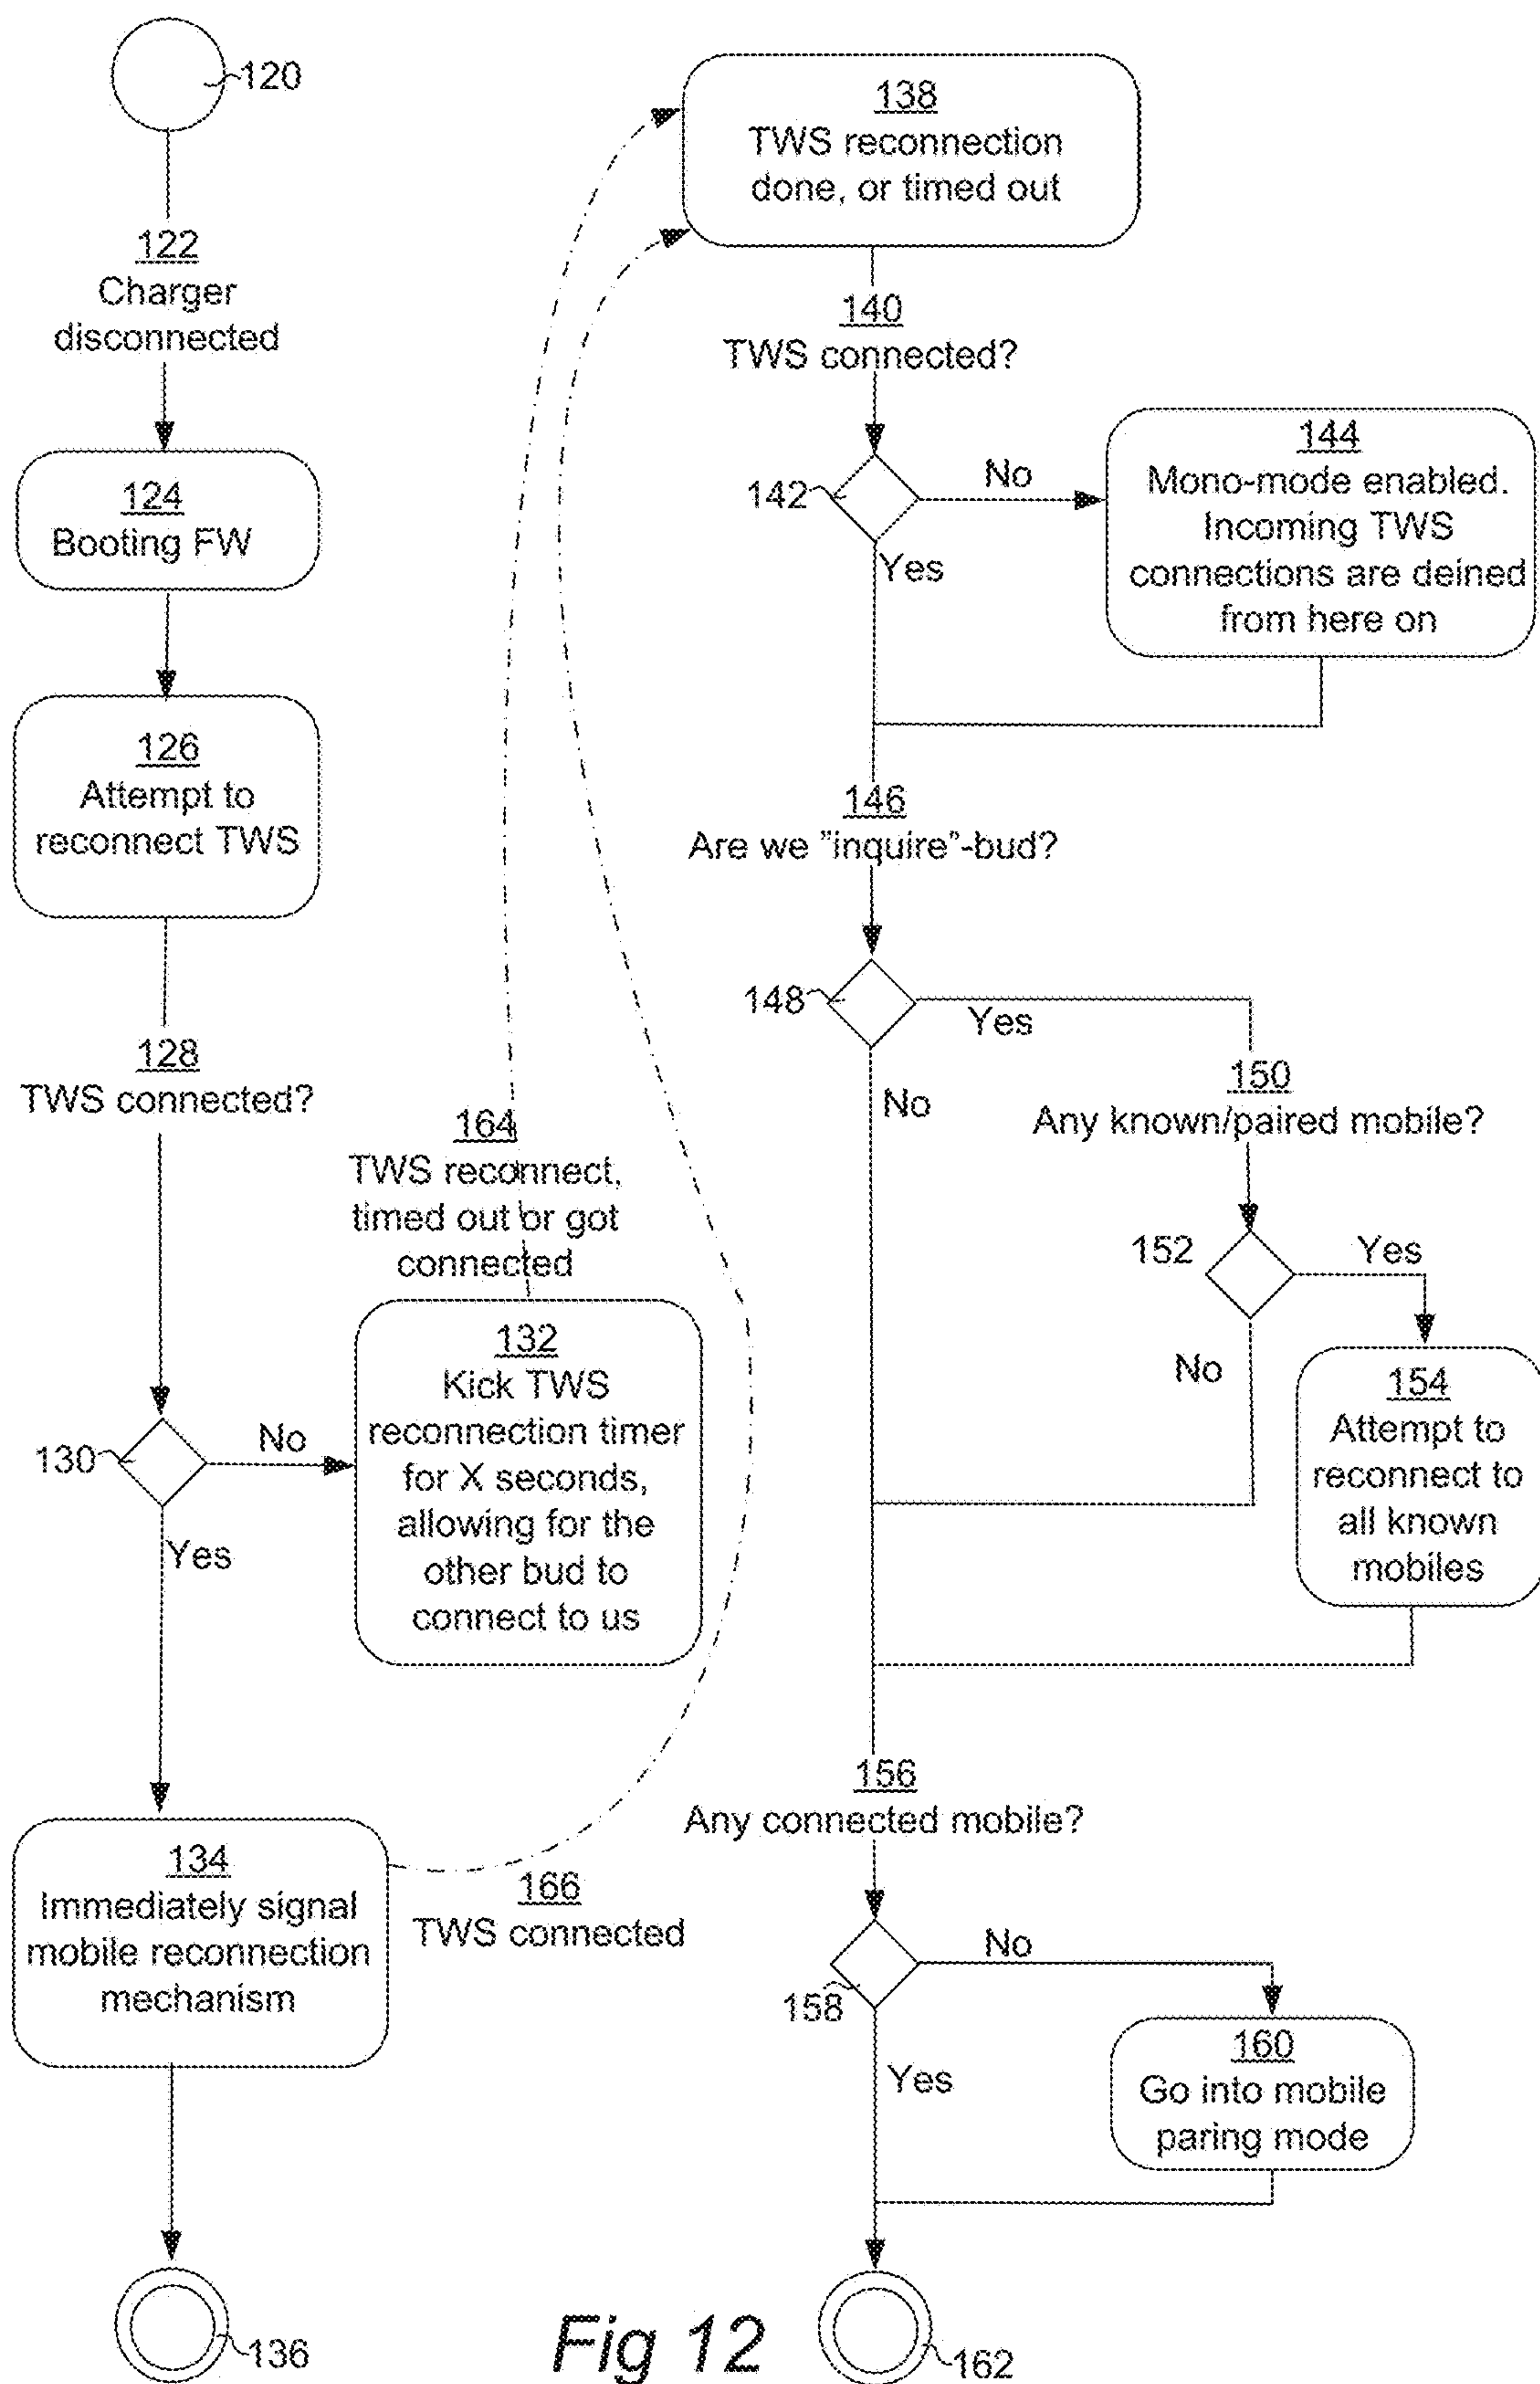 120
122
Charger
disconnected
124
Booting FW
126
Attempt to
reconnect TWS
128
TWS connected?
130
No
Yes
164
TWS reconnect,
timed out or got
connected
132
Kick TWS
reconnection timer
for X seconds,
allowing for the
other bud to
connect to us
134
Immediately signal
mobile reconnection
mechanism
166
TWS connected
136
138
TWS reconnection
done, or timed out
140
TWS connected?
142
No
Yes
144
Mono-mode enabled.
Incoming TWS
connections are deined
from here on
146
Are we "inquire"-bud?
148
Yes
No
150
Any known/paired mobile?
152
Yes
No
154
Attempt to
reconnect to
all known
mobiles
156
Any connected mobile?
158
No
Yes
160
Go into mobile
paring mode
162
Fig 12